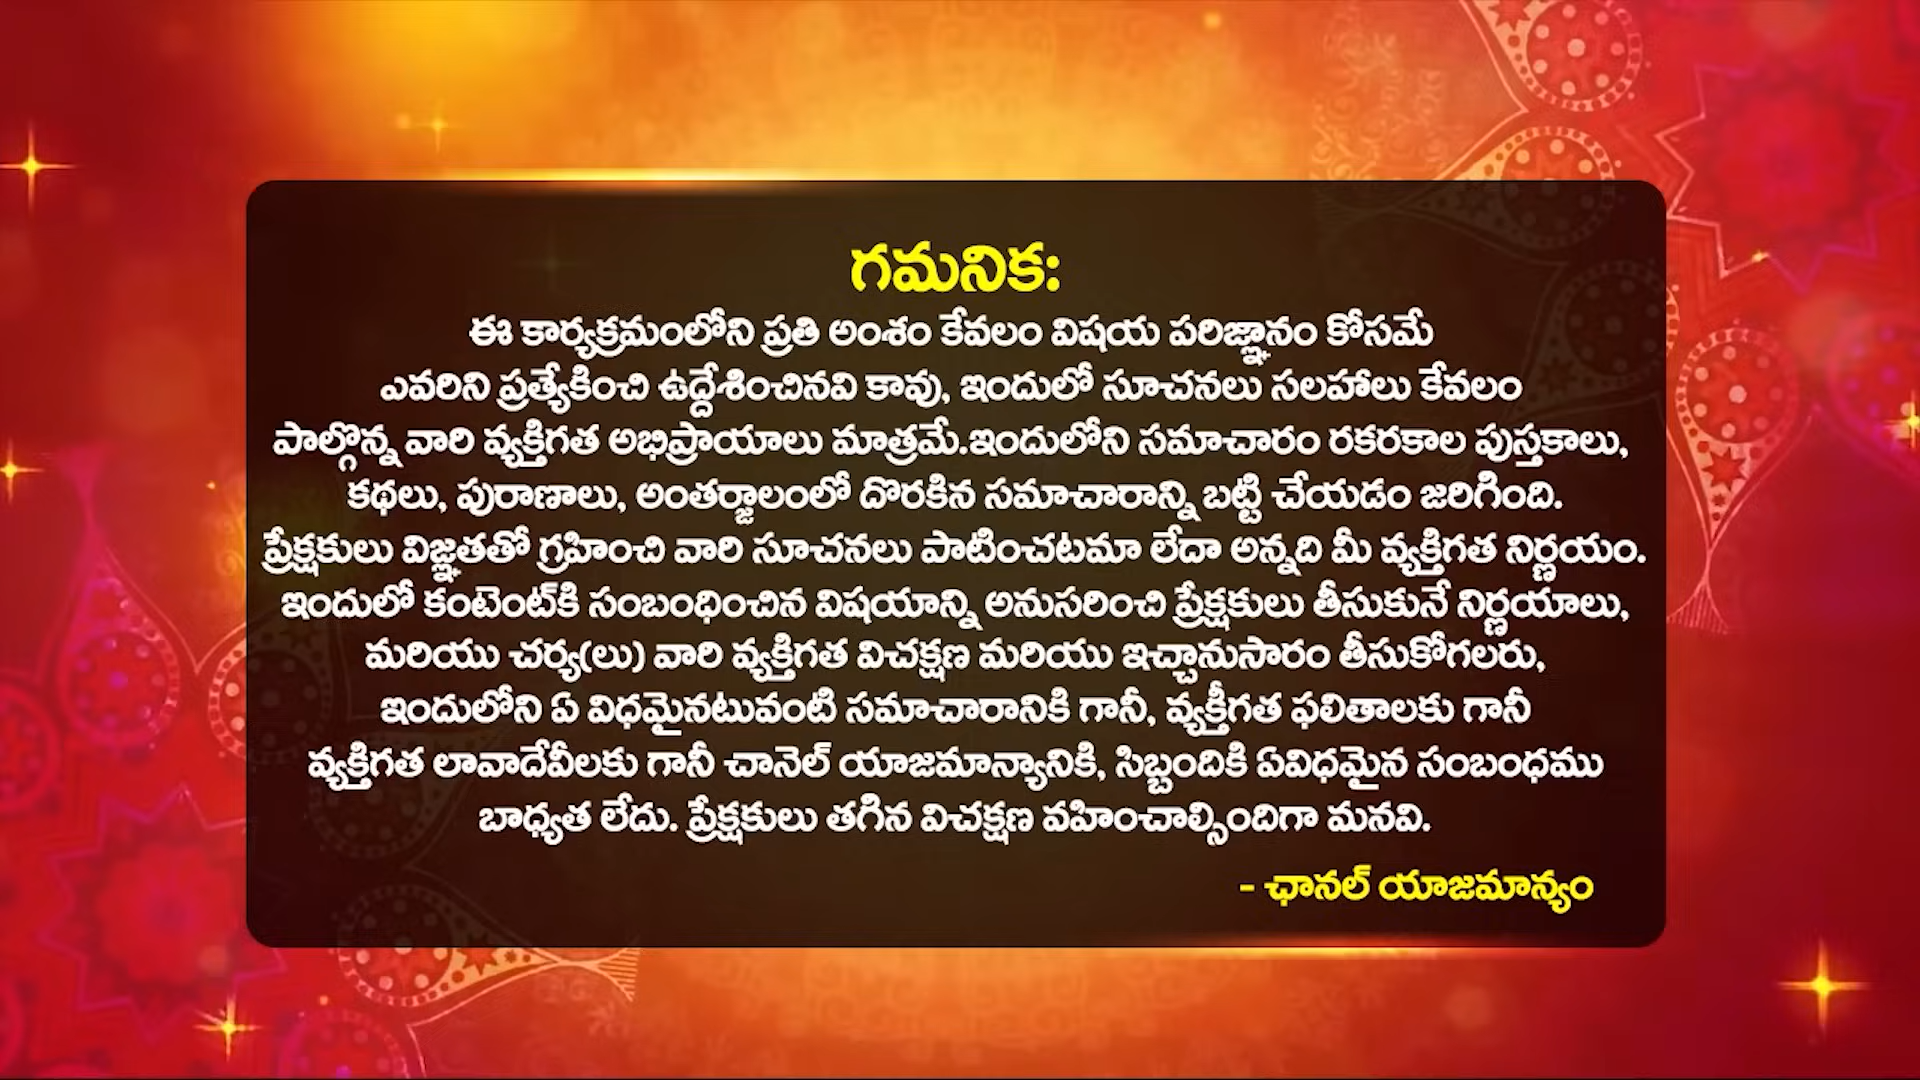 గమనిక:
ఈ కార్యక్రమంలోని ప్రతి అంశం కేవలం విషయ పరిజ్ఞానం కోసమే
ఎవరిని ప్రత్యేకించి ఉద్దేశించినవి కావు, ఇందులో సూచనలు సలహాలు కేవలం
పాల్గొన్న వారి వ్యక్తిగత అభిప్రాయాలు మాత్రమే.ఇందులోని సమాచారం రకరకాల పుస్తకాలు,
కథలు, పురాణాలు, అంతర్జాలంలో దొరకిన సమాచారాన్ని బట్టి చేయడం జరిగింది.
ప్రేక్షకులు విజ్ఞతతో గ్రహించి వారి సూచనలు పాటించటమా లేదా అన్నది మీ వ్యక్తిగత నిర్ణయం.
ఇందులో కంటెంట్‌కి సంబంధించిన విషయాన్ని అనుసరించి ప్రేక్షకులు తీసుకునే నిర్ణయాలు,
మరియు చర్య(లు) వారి వ్యక్తిగత విచక్షణ మరియు ఇచ్చానుసారం తీసుకోగలరు,
ఇందులోని ఏ విధమైనటువంటి సమాచారానికి గానీ, వ్యక్తీగత ఫలితాలకు గానీ
వ్యక్తిగత లావాదేవీలకు గానీ చానెల్ యాజమాన్యానికి, సిబ్బందికి ఏవిధమైన సంబంధము
బాధ్యత లేదు. ప్రేక్షకులు తగిన విచక్షణ వహించాల్సిందిగా మనవి.
- ఛానల్ యాజమాన్యం